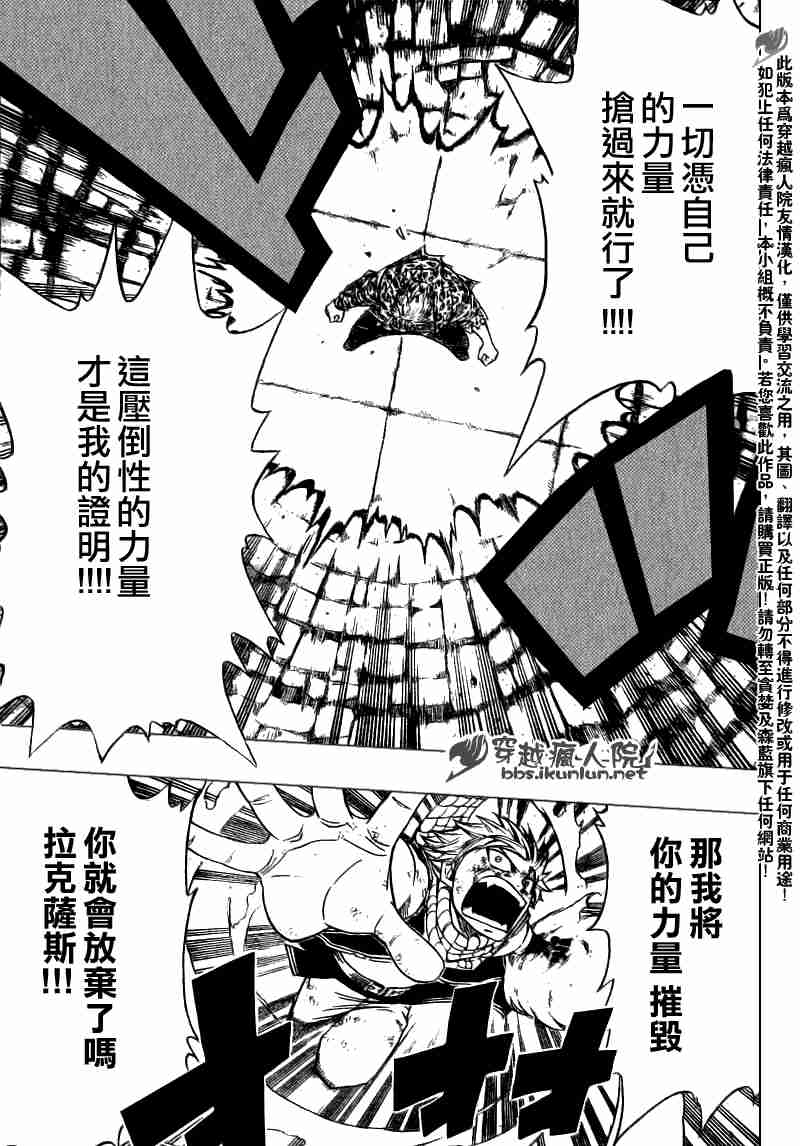 一切憑自己
的力量
搶過來就行了!!!!
這壓倒性的力量
才是我的證明!!!!
穿越瘋人院
bbs.ikunlun.net
那我將
你的力量 摧毀
你就會放棄了嗎
拉克薩斯!!!
オオオ
此版本爲穿越瘋人院友情漢化，僅供學習交流之用，其圖、翻譯以及任何部分不得進行修改或用于任何商業用途！
如犯止任何法律責任，本小組概不負責。若您喜歡此作品，請購買正版！請勿轉至貪婪及森藍旗下任何網站！